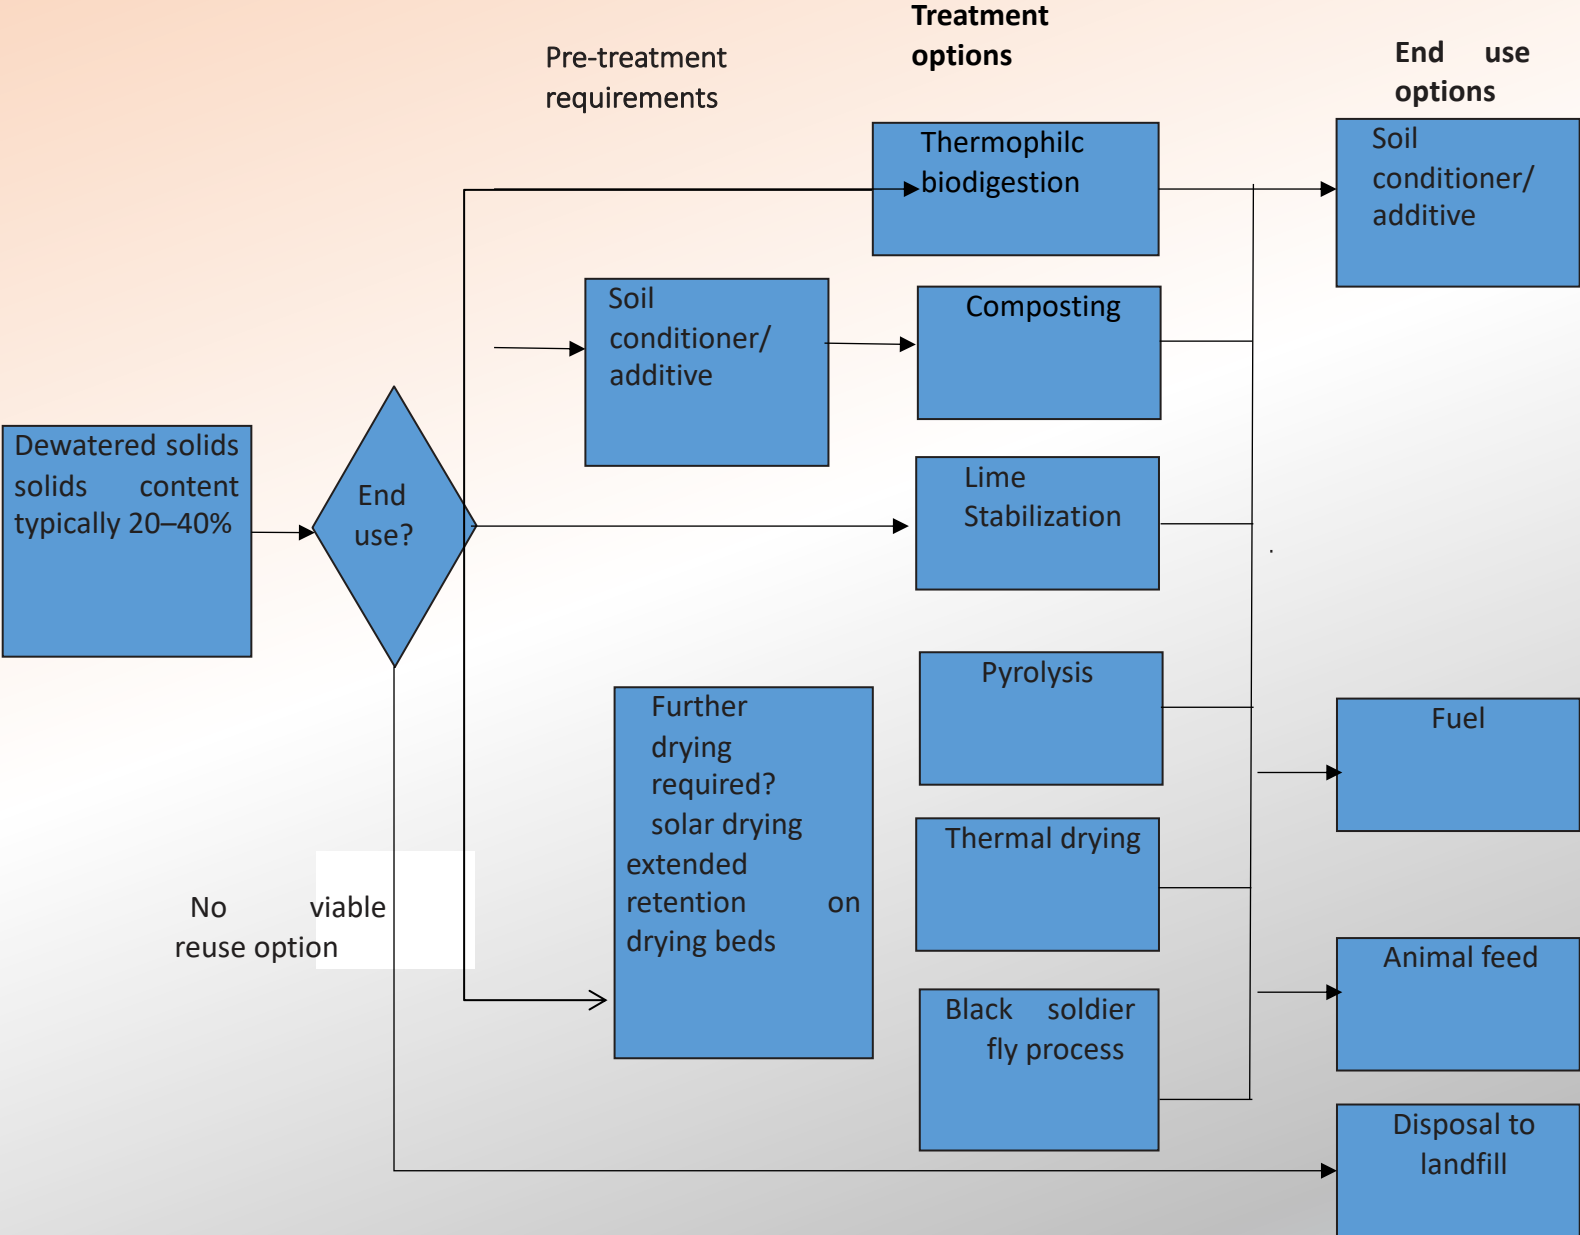 Pre-treatment
requirements
Treatment
options
End use
options
Thermophilc
biodigestion
Soil
conditioner/
additive
Soil
conditioner/
additive
Composting
Dewatered solids
solids content
typically 20–40%
End
use?
Lime
Stabilization
Pyrolysis
Further
drying
required?
solar drying
extended
retention on
drying beds
Fuel
Thermal drying
No viable
reuse option
Animal feed
Black soldier
fly process
Disposal to
landfill